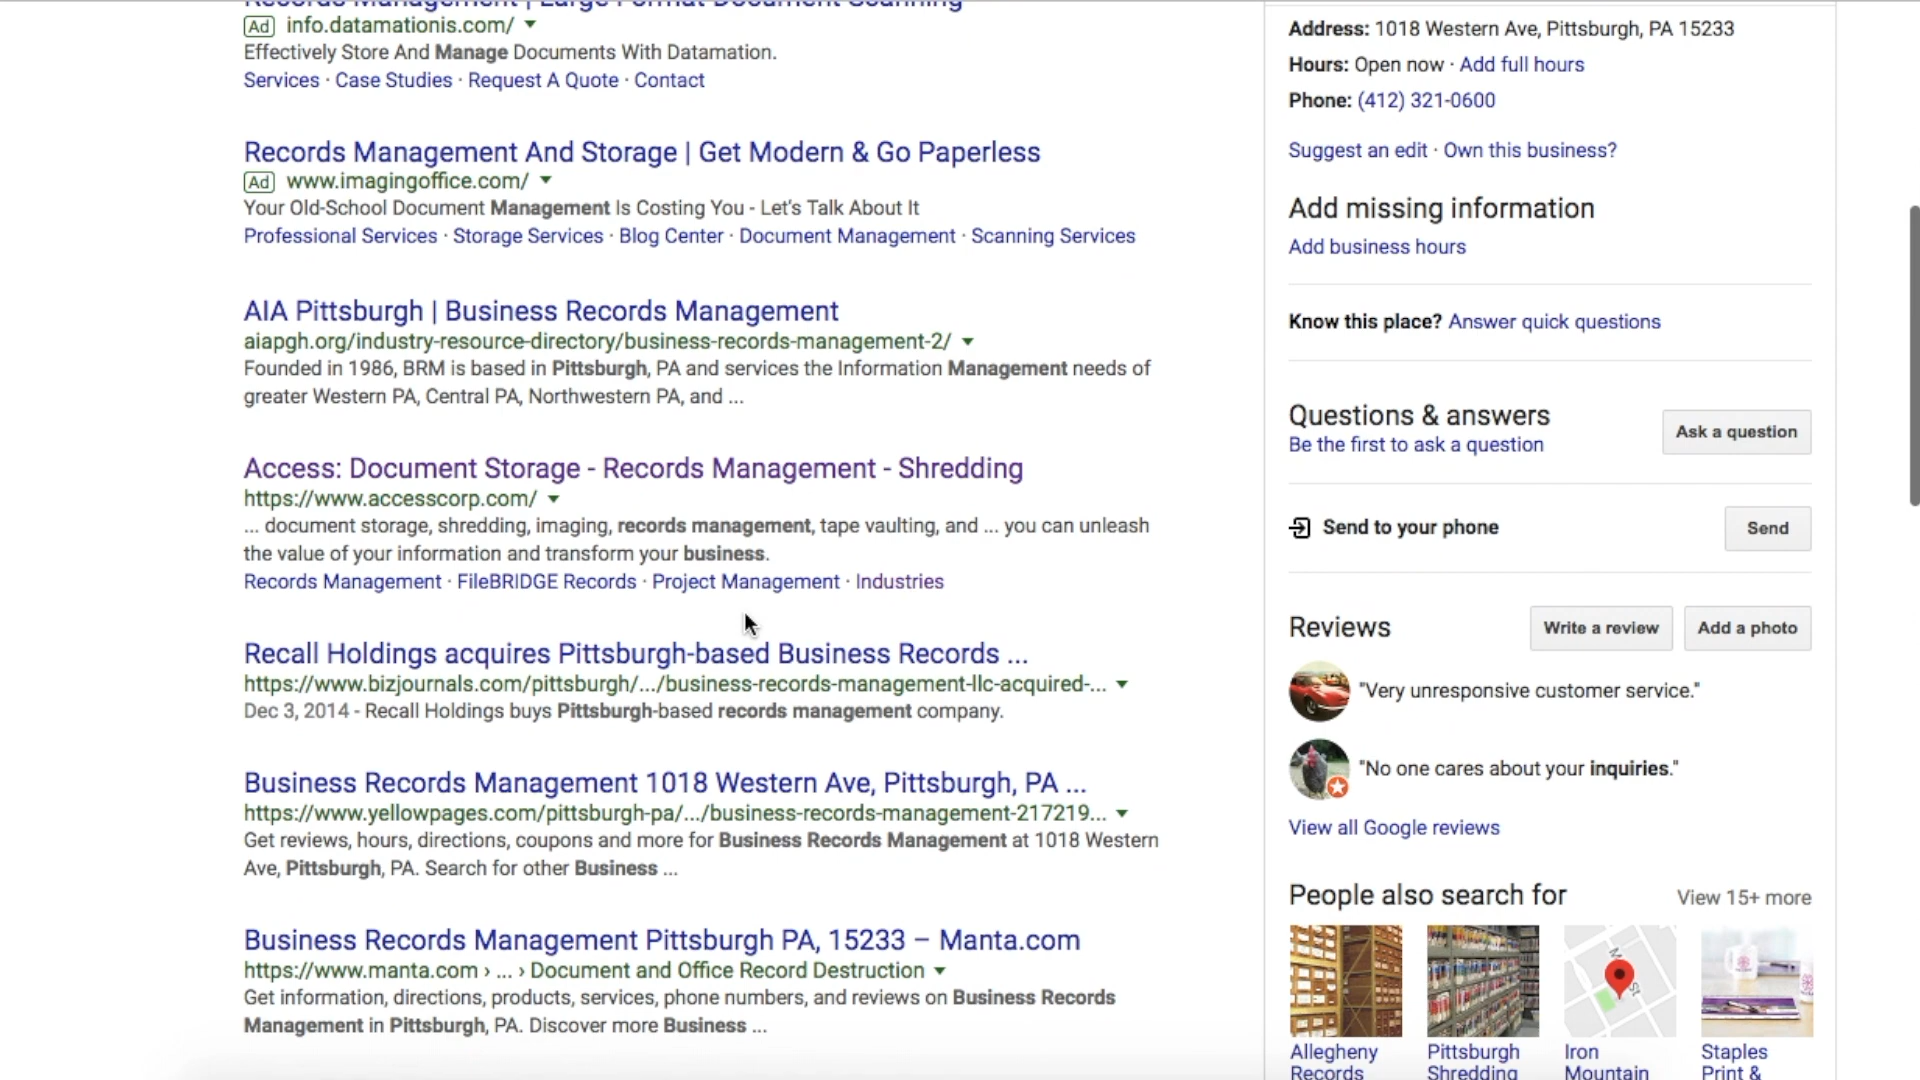 Records Management | Large Format Document Scanning
Ad info.datamationis.com/
Effectively Store And Manage Documents With Datamation.
Services · Case Studies · Request A Quote · Contact
Records Management And Storage | Get Modern & Go Paperless
Ad www.imagingoffice.com/
Your Old-School Document Management Is Costing You - Let's Talk About It
Professional Services · Storage Services · Blog Center · Document Management · Scanning Services
AIA Pittsburgh | Business Records Management
aiapgh.org/industry-resource-directory/business-records-management-2/
Founded in 1986, BRM is based in Pittsburgh, PA and services the Information Management needs of
greater Western PA, Central PA, Northwestern PA, and ...
Access: Document Storage - Records Management - Shredding
https://www.accesscorp.com/
... document storage, shredding, imaging, records management, tape vaulting, and ... you can unleash
the value of your information and transform your business.
Records Management · FileBRIDGE Records · Project Management · Industries
Recall Holdings acquires Pittsburgh-based Business Records ...
https://www.bizjournals.com/pittsburgh/.../business-records-management-llc-acquired-...
Dec 3, 2014 - Recall Holdings buys Pittsburgh-based records management company.
Business Records Management 1018 Western Ave, Pittsburgh, PA ...
https://www.yellowpages.com/pittsburgh-pa/.../business-records-management-217219...
Get reviews, hours, directions, coupons and more for Business Records Management at 1018 Western
Ave, Pittsburgh, PA. Search for other Business ...
Business Records Management Pittsburgh PA, 15233 – Manta.com
https://www.manta.com › ... › Document and Office Record Destruction
Get information, directions, products, services, phone numbers, and reviews on Business Records
Management in Pittsburgh, PA. Discover more Business ...
Address: 1018 Western Ave, Pittsburgh, PA 15233
Hours: Open now · Add full hours
Phone: (412) 321-0600
Suggest an edit · Own this business?
Add missing information
Add business hours
Know this place? Answer quick questions
Questions & answers
Be the first to ask a question
Ask a question
Send to your phone
Send
Reviews
Write a review
Add a photo
"Very unresponsive customer service."
"No one cares about your inquiries."
View all Google reviews
People also search for
View 15+ more
Allegheny
Records
Pittsburgh
Shredding
Iron
Mountain
Staples
Print &